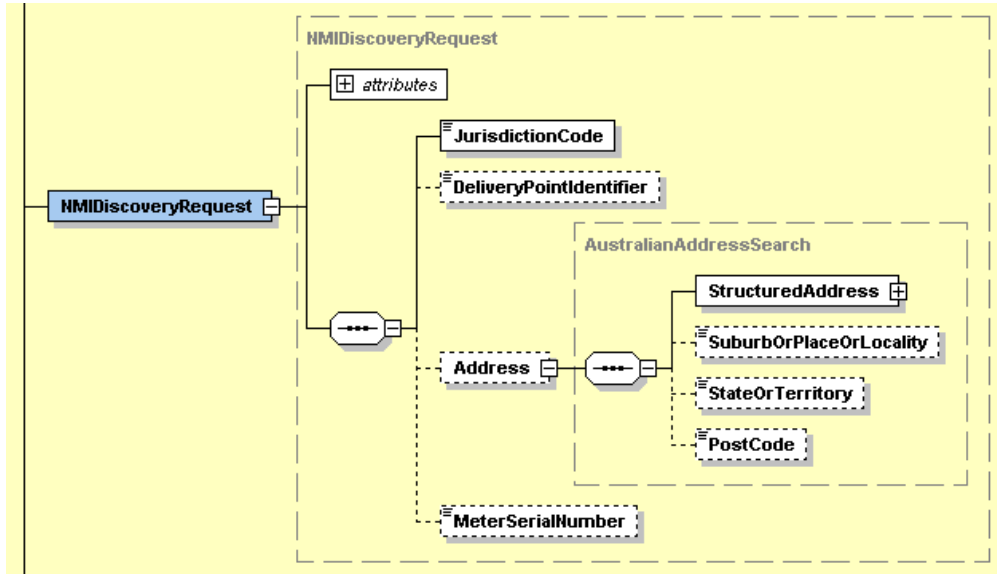 NMIDiscoveryRequest
attributes
JurisdictionCode
DeliveryPointIdentifier
NMIDiscoveryRequest
AustralianAddressSearch
StructuredAddress
SuburbOrPlaceOrLocality
Address
StateOrTerritory
PostCode
MeterSerialNumber